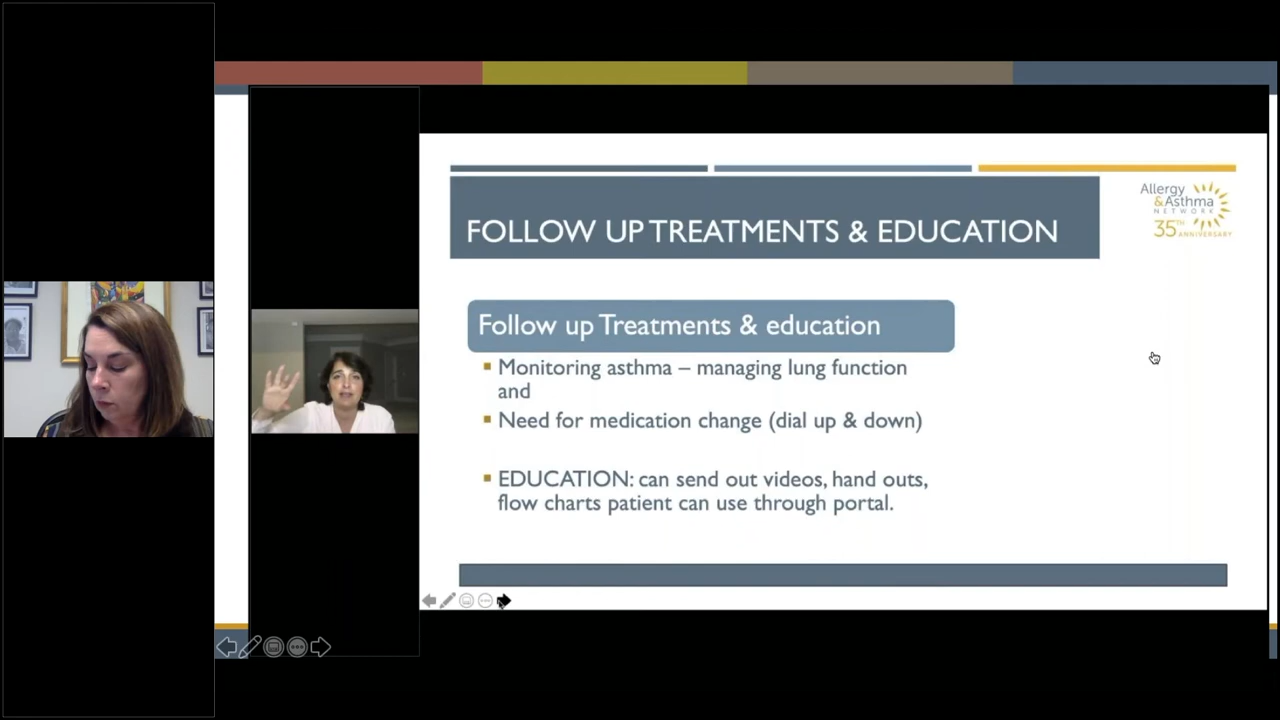 FOLLOW UP TREATMENTS & EDUCATION
Allergy
&Asthma
NETWORK
35TH
ANNIVERSARY
Follow up Treatments & education
Monitoring asthma – managing lung function
and
Need for medication change (dial up & down)
EDUCATION: can send out videos, hand outs,
flow charts patient can use through portal.